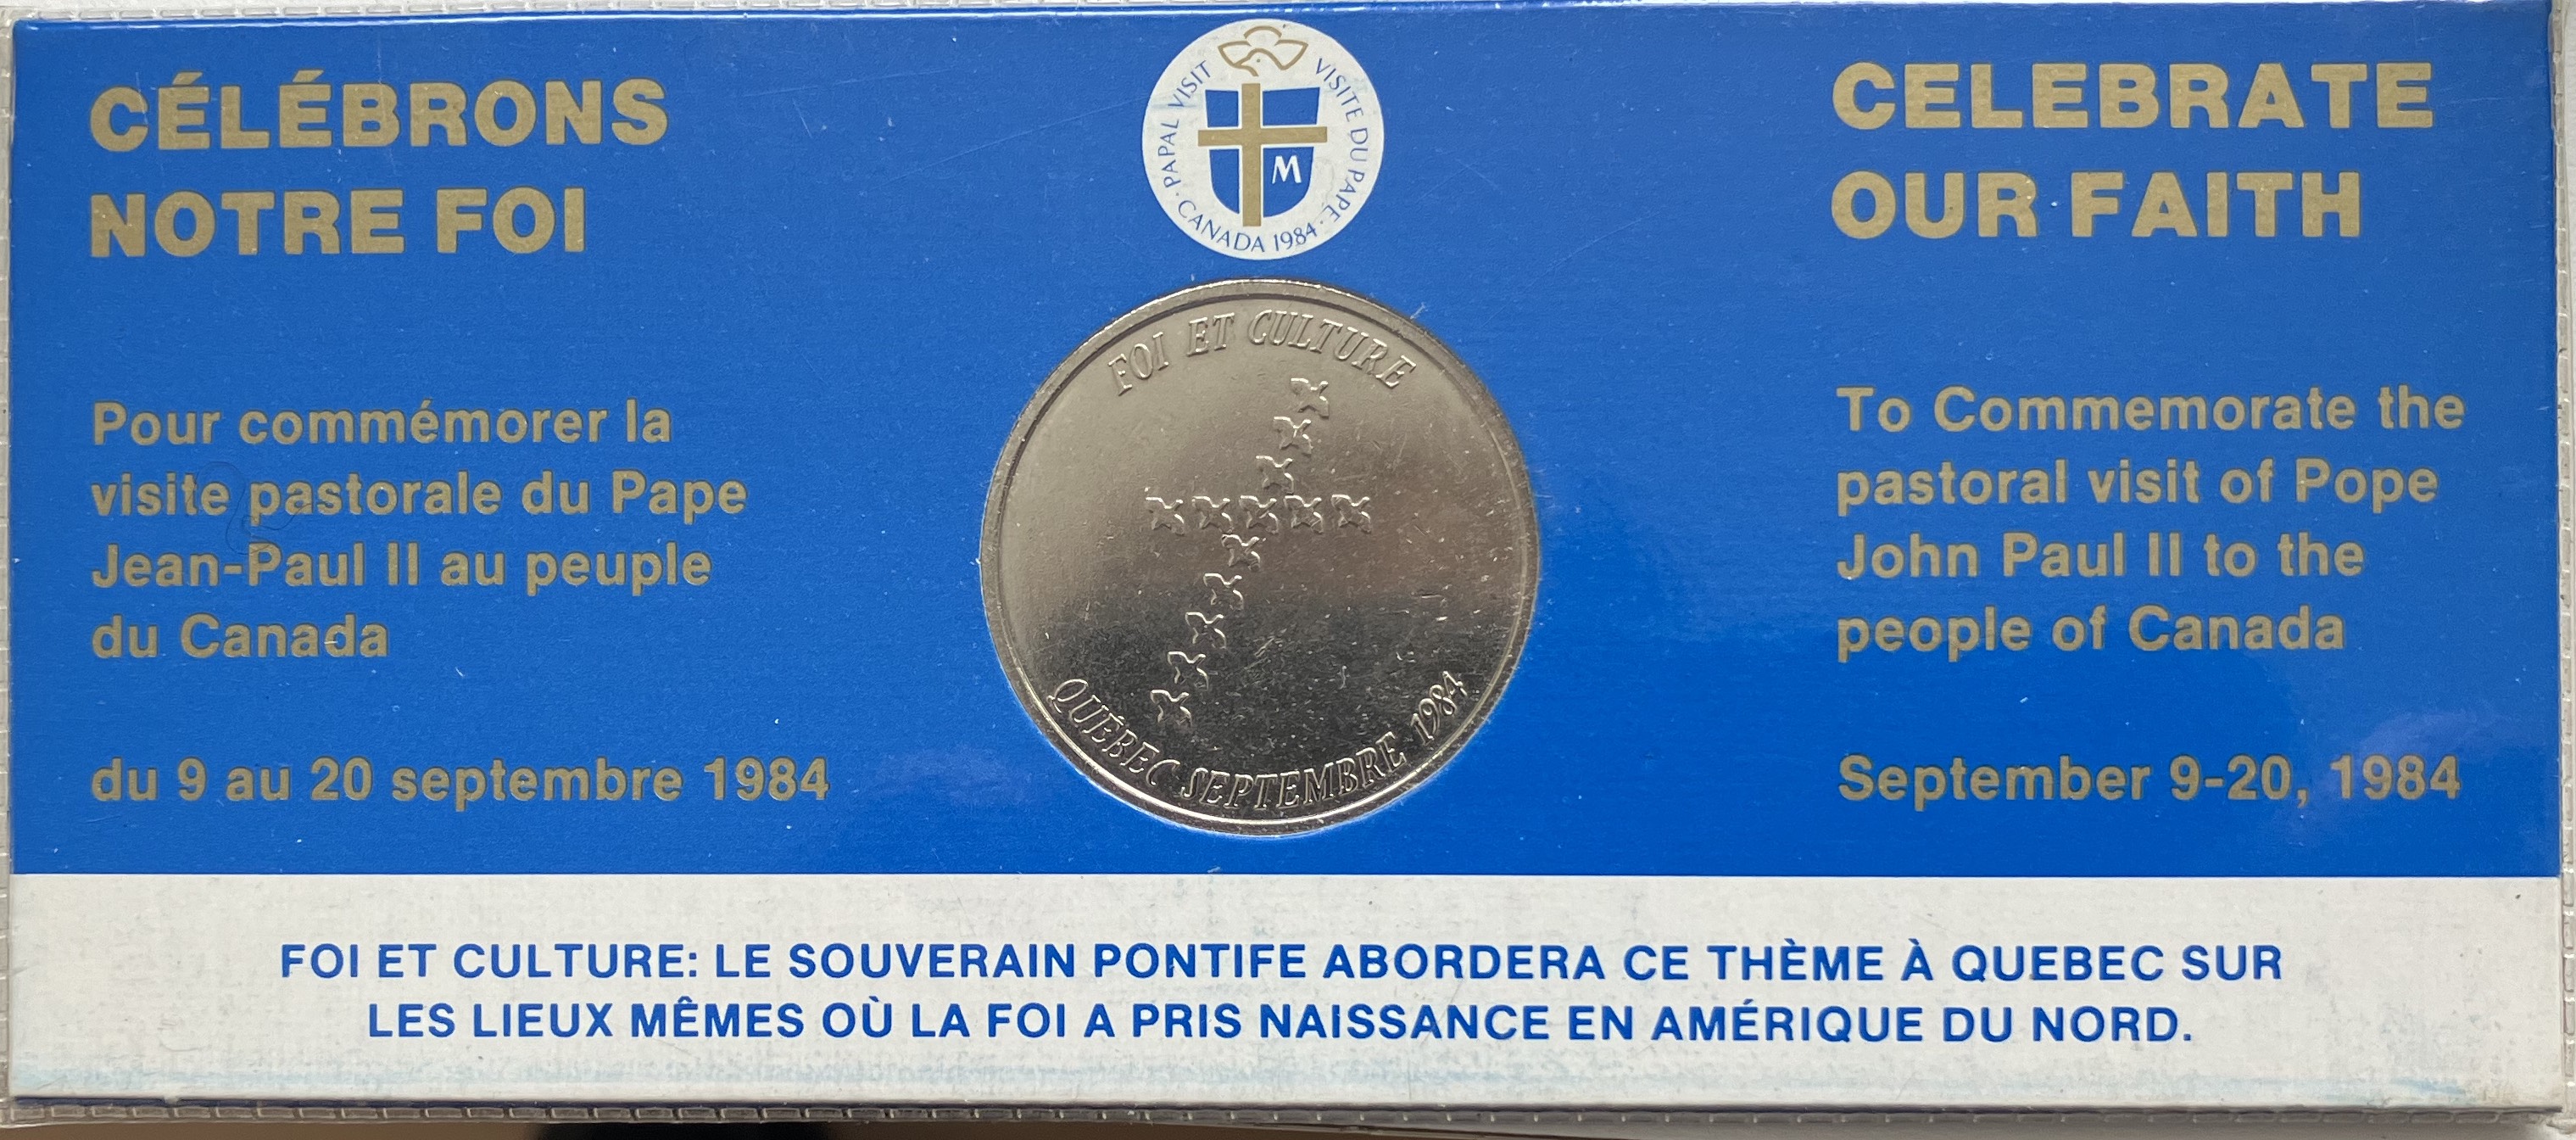 CÉLÉBRONS
NOTRE FOI
Pour commémorer la
visite pastorale du Pape
Jean-Paul II au peuple
du Canada
du 9 au 20 septembre 1984
PAPAL VISIT
VISITE DU PAPE
CANADA 1984
M
FOI ET CULTURE
QUÉBEC SEPTEMBRE 1984
CELEBRATE
OUR FAITH
To Commemorate the
pastoral visit of Pope
John Paul II to the
people of Canada
September 9-20, 1984
FOI ET CULTURE: LE SOUVERAIN PONTIFE ABORDERA CE THÈME À QUEBEC SUR
LES LIEUX MÊMES OÙ LA FOI A PRIS NAISSANCE EN AMÉRIQUE DU NORD.